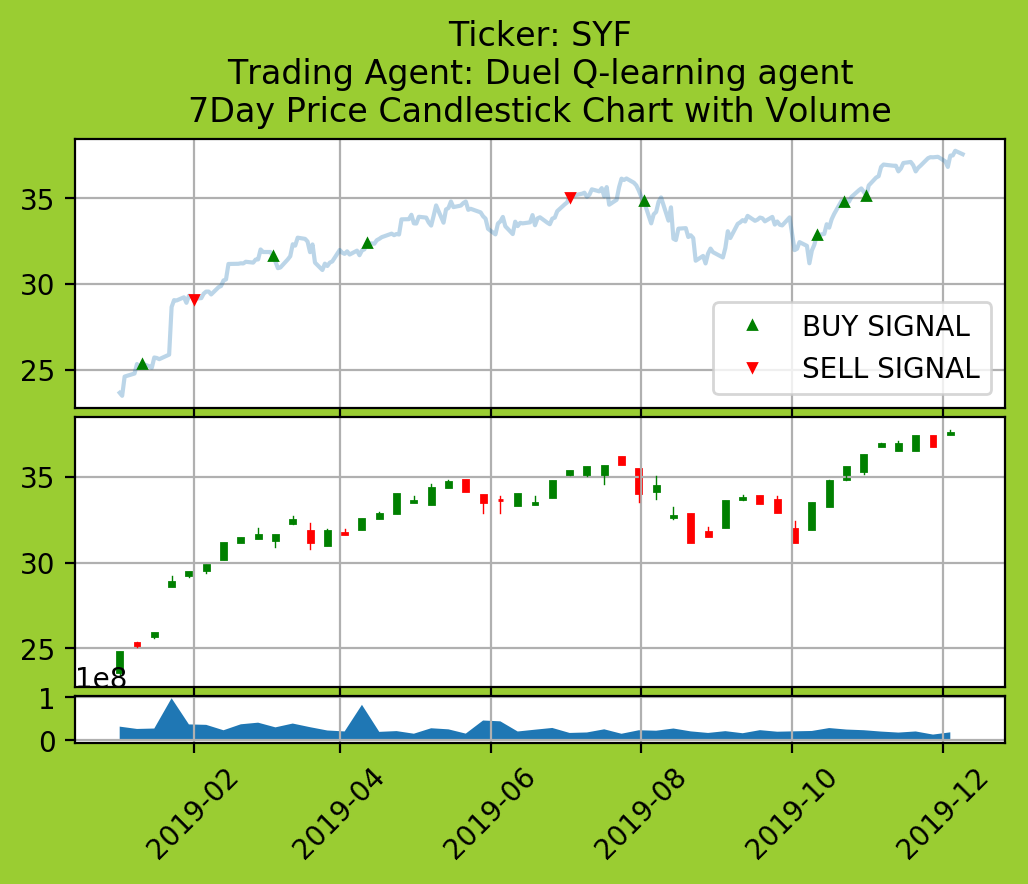 Ticker: SYF
Trading Agent: Duel Q-learning agent
7Day Price Candlestick Chart with Volume
35
30
25
BUY SIGNAL
SELL SIGNAL
35
30
25
1e8
1
0
2019-02
2019-04
2019-06
2019-08
2019-10
2019-12